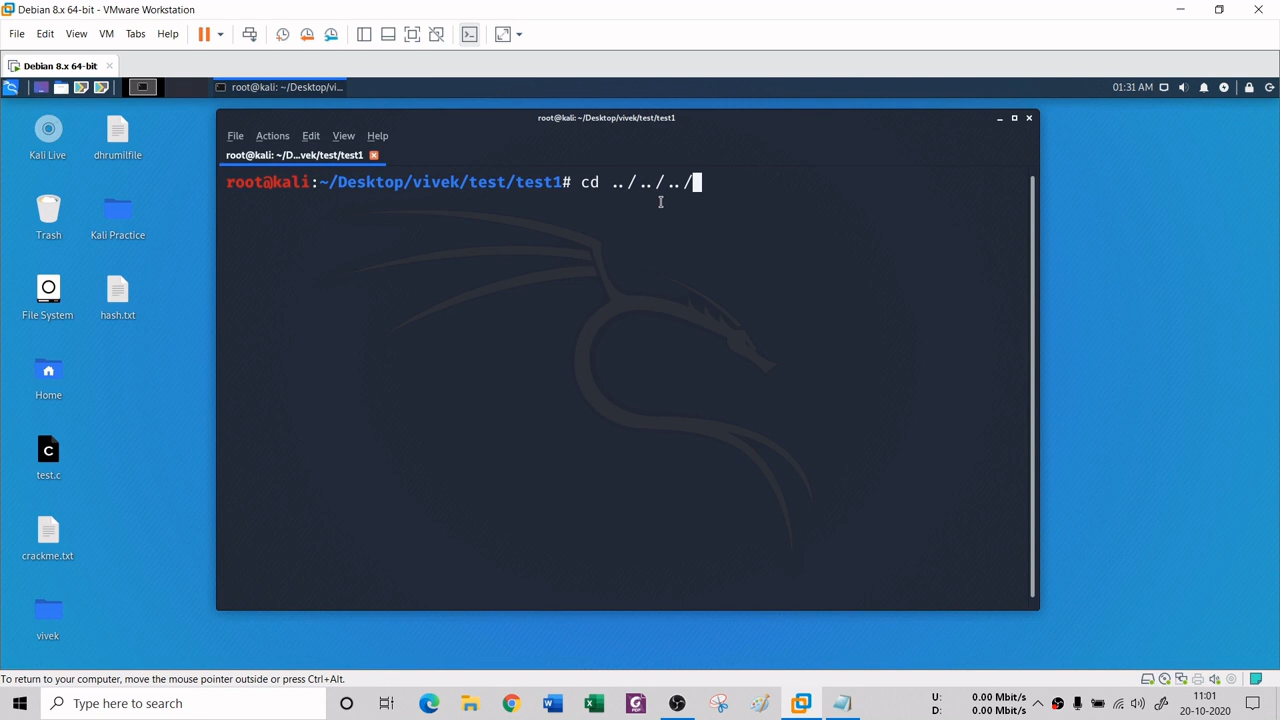 Debian 8.x 64-bit - VMware Workstation
File Edit View VM Tabs Help
Debian 8.x 64-bit
root@kali: ~/Desktop/vi...
01:31 AM
root@kali: ~/Desktop/vivek/test/test1
File Actions Edit View Help
root@kali: ~/D...vek/test/test1
root@kali:~/Desktop/vivek/test/test1# cd ../../../
Kali Live
dhrumilfile
Trash
Kali Practice
File System
hash.txt
Home
C
test.c
crackme.txt
vivek
To return to your computer, move the mouse pointer outside or press Ctrl+Alt.
Type here to search
U: 0.00 Mbit/s
D: 0.00 Mbit/s
11:01
20-10-2020